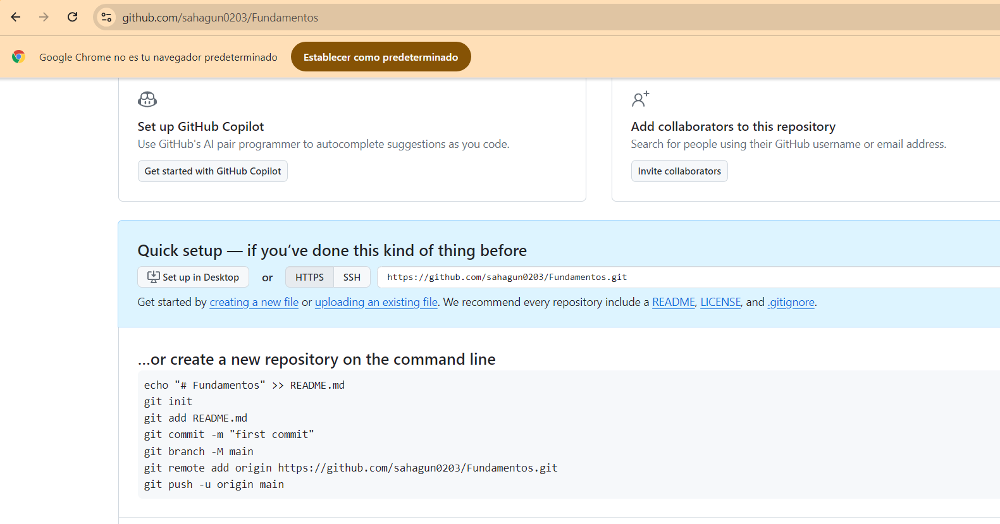 github.com/sahagun0203/Fundamentos
Google Chrome no es tu navegador predeterminado
Establecer como predeterminado
Set up GitHub Copilot
Use GitHub's AI pair programmer to autocomplete suggestions as you code.
Get started with GitHub Copilot
Add collaborators to this repository
Search for people using their GitHub username or email address.
Invite collaborators
Quick setup — if you’ve done this kind of thing before
Set up in Desktop or HTTPS SSH https://github.com/sahagun0203/Fundamentos.git
Get started by creating a new file or uploading an existing file. We recommend every repository include a README, LICENSE, and .gitignore.
…or create a new repository on the command line
echo "# Fundamentos" >> README.md
git init
git add README.md
git commit -m "first commit"
git branch -M main
git remote add origin https://github.com/sahagun0203/Fundamentos.git
git push -u origin main